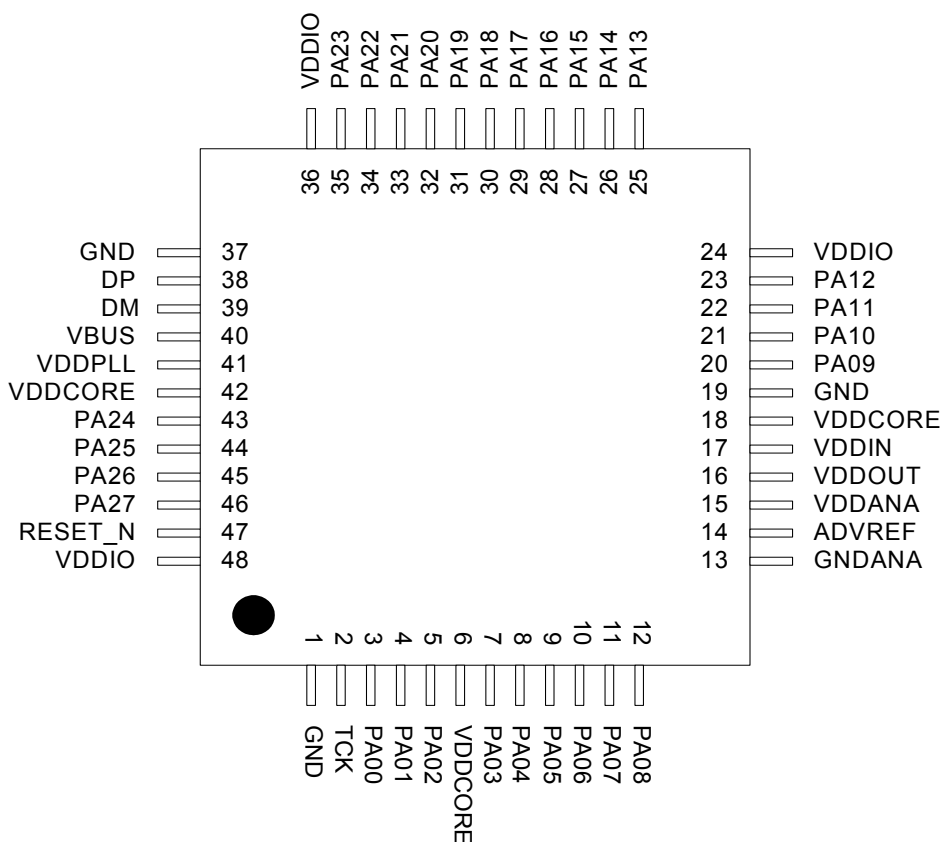 VDDIO PA23 PA22 PA21 PA20 PA19 PA18 PA17 PA16 PA15 PA14 PA13
36 35 34 33 32 31 30 29 28 27 26 25
GND 37 24 VDDIO
DP 38 23 PA12
DM 39 22 PA11
VBUS 40 21 PA10
VDDPLL 41 20 PA09
VDDCORE 42 19 GND
PA24 43 18 VDDCORE
PA25 44 17 VDDIN
PA26 45 16 VDDOUT
PA27 46 15 VDDANA
RESET_N 47 14 ADVREF
VDDIO 48 13 GNDANA
1 2 3 4 5 6 7 8 9 10 11 12
GND TCK PA00 PA01 PA02 VDDCORE PA03 PA04 PA05 PA06 PA07 PA08